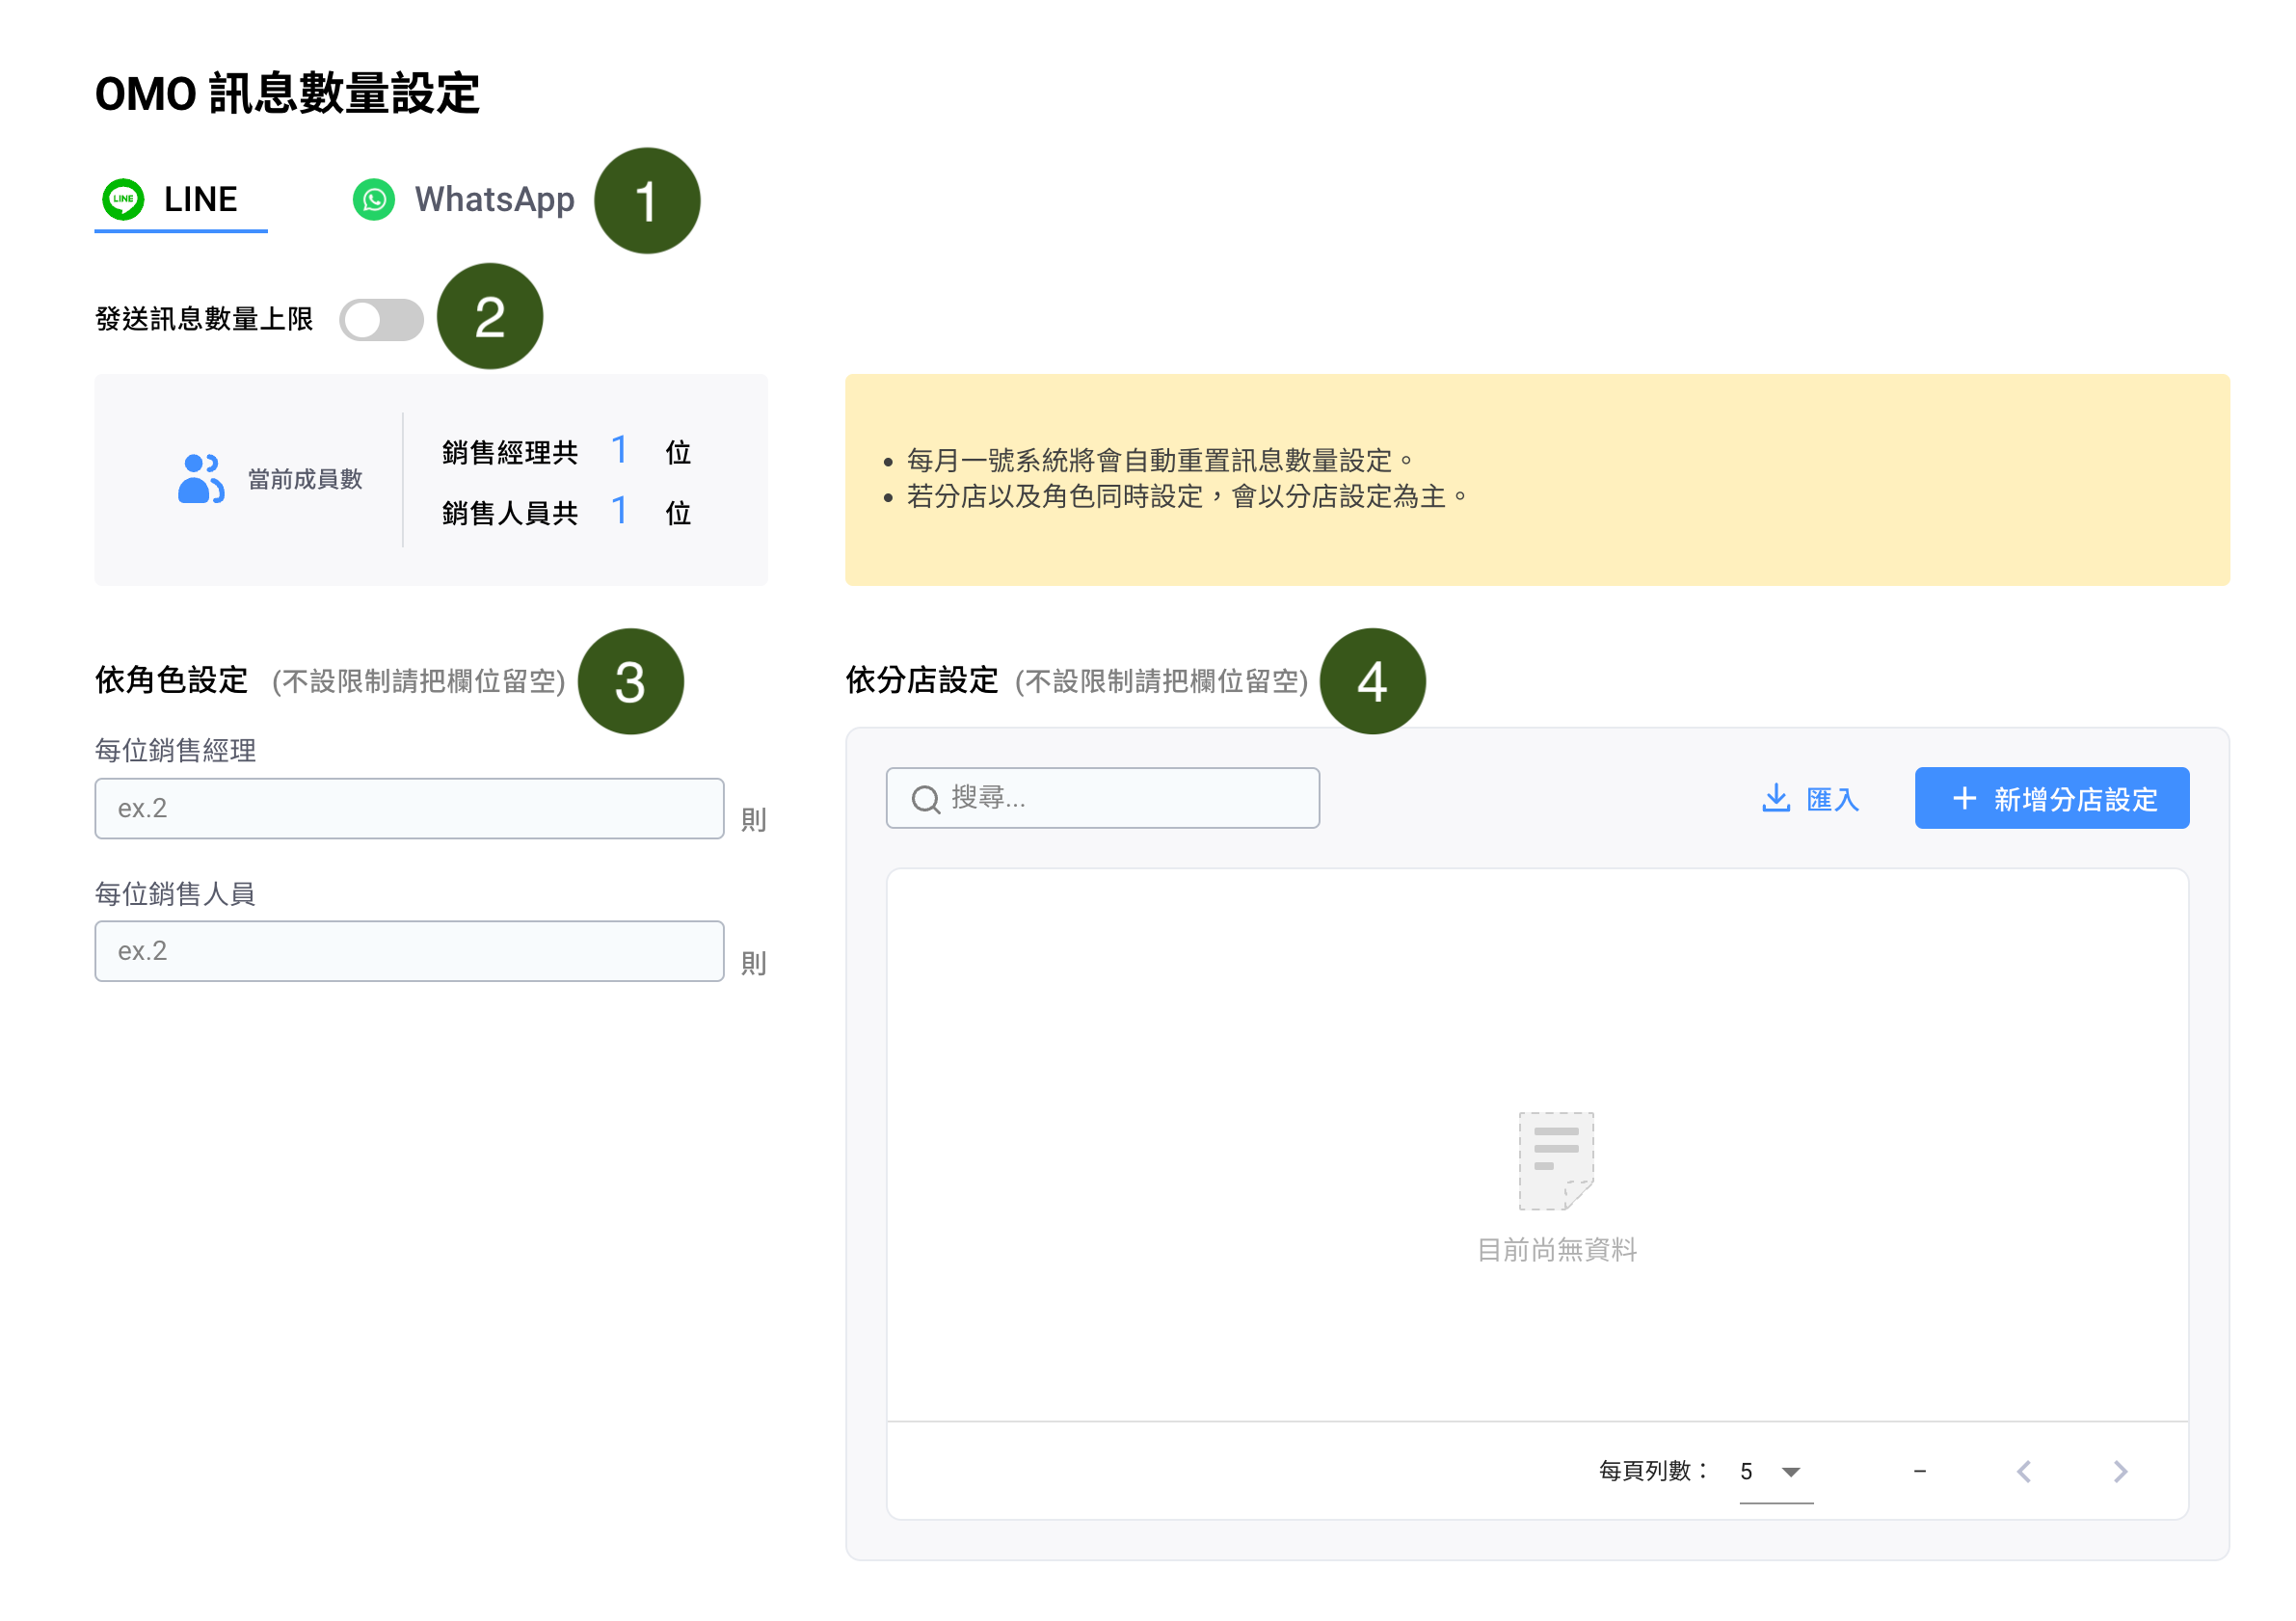 OMO 訊息數量設定
LINE
LINE
WhatsApp
1
發送訊息數量上限
2
當前成員數
銷售經理共 1 位
銷售人員共 1 位
• 每月一號系統將會自動重置訊息數量設定。
• 若分店以及角色同時設定，會以分店設定為主。
依角色設定 (不設限制請把欄位留空)
3
每位銷售經理
ex.2 則
每位銷售人員
ex.2 則
依分店設定 (不設限制請把欄位留空)
4
搜尋...
匯入
+ 新增分店設定
目前尚無資料
每頁列數： 5 –